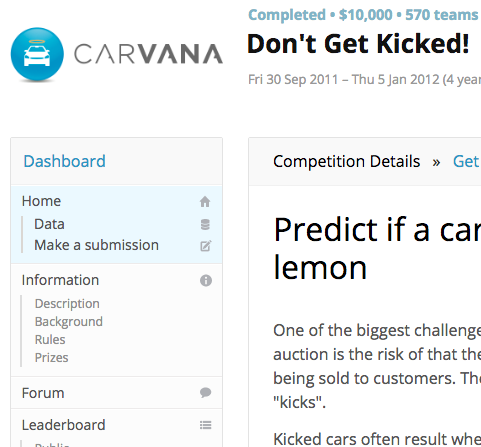 Completed • $10,000 • 570 teams
CARVANA
Don't Get Kicked!
Fri 30 Sep 2011 – Thu 5 Jan 2012 (4 year
Dashboard
Home
Data
Make a submission
Information
Description
Background
Rules
Prizes
Forum
Leaderboard
Public
Competition Details » Get
Predict if a car
lemon
One of the biggest challenge
auction is the risk of that the
being sold to customers. The
"kicks".
Kicked cars often result whe